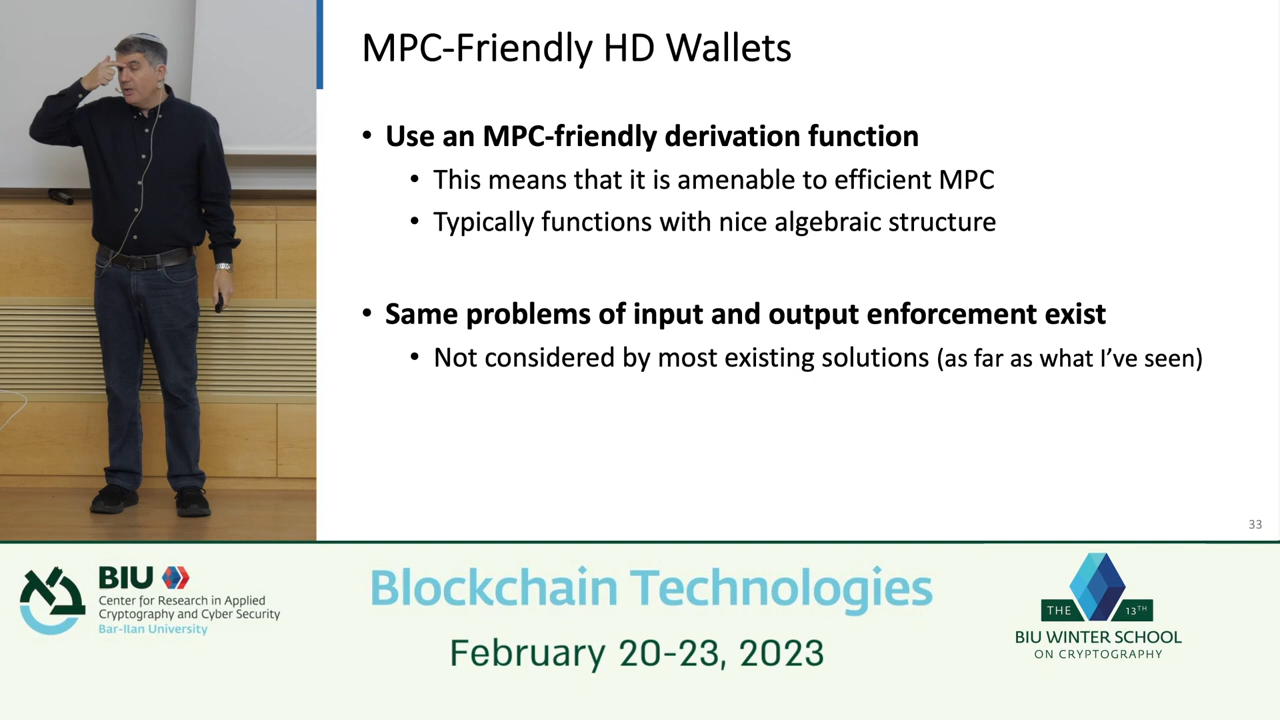 MPC-Friendly HD Wallets
• Use an MPC-friendly derivation function
• This means that it is amenable to efficient MPC
• Typically functions with nice algebraic structure
• Same problems of input and output enforcement exist
• Not considered by most existing solutions (as far as what I've seen)
33
BIU
Center for Research in Applied
Cryptography and Cyber Security
Bar-Ilan University
Blockchain Technologies
February 20-23, 2023
THE 13TH
BIU WINTER SCHOOL
ON CRYPTOGRAPHY